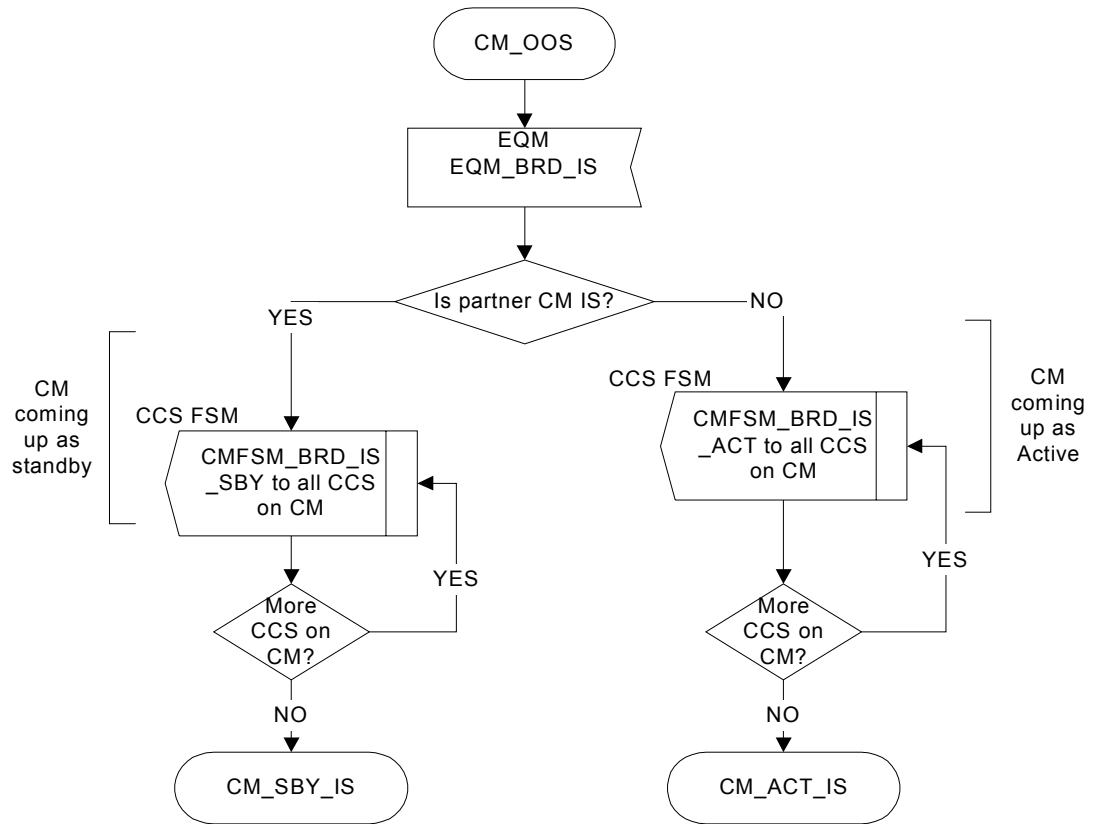 CM_OOS
EQM
EQM_BRD_IS
Is partner CM IS?
YES
NO
CM
coming
up as
standby
CCS FSM
CMFSM_BRD_IS
_SBY to all CCS
on CM
YES
More
CCS on
CM?
NO
CM_SBY_IS
CCS FSM
CMFSM_BRD_IS
_ACT to all CCS
on CM
CM
coming
up as
Active
YES
More
CCS on
CM?
NO
CM_ACT_IS